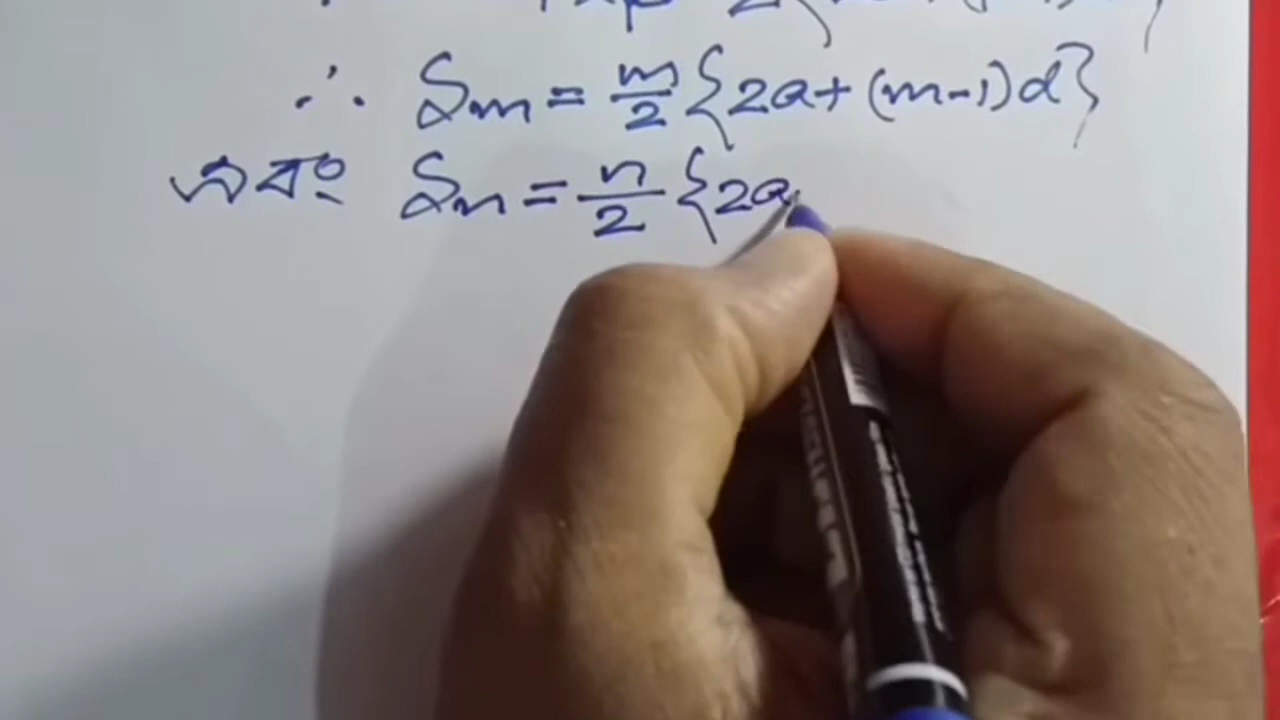 ∴ Sm = m/2 {2a + (m-1)d}
এবং Sn = n/2 {2a